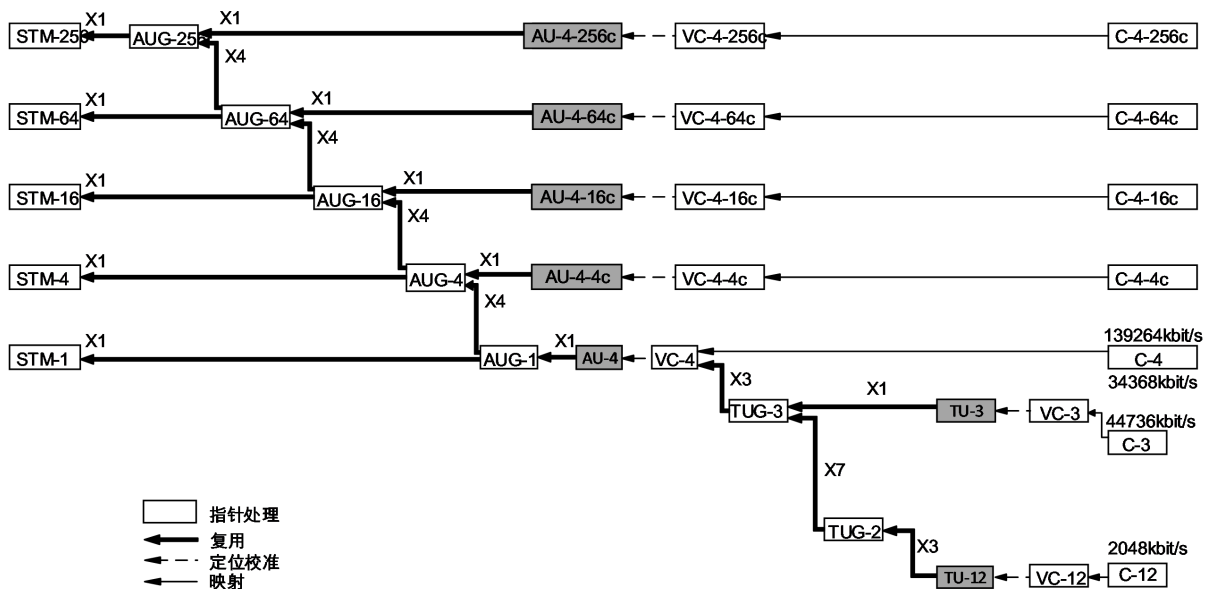 X1
X1
STM-256
AUG-256
AU-4-256c
VC-4-256c
C-4-256c
X4
X1
X1
STM-64
AUG-64
AU-4-64c
VC-4-64c
C-4-64c
X4
X1
X1
STM-16
AUG-16
AU-4-16c
VC-4-16c
C-4-16c
X4
X1
X1
STM-4
AUG-4
AU-4-4c
VC-4-4c
C-4-4c
X4
X1
X1
139264kbit/s
STM-1
AUG-1
AU-4
VC-4
C-4
X3
X1
34368kbit/s
TUG-3
TU-3
VC-3
44736kbit/s
C-3
X7
指针处理
复用
TUG-2
X3
2048kbit/s
定位校准
映射
TU-12
VC-12
C-12